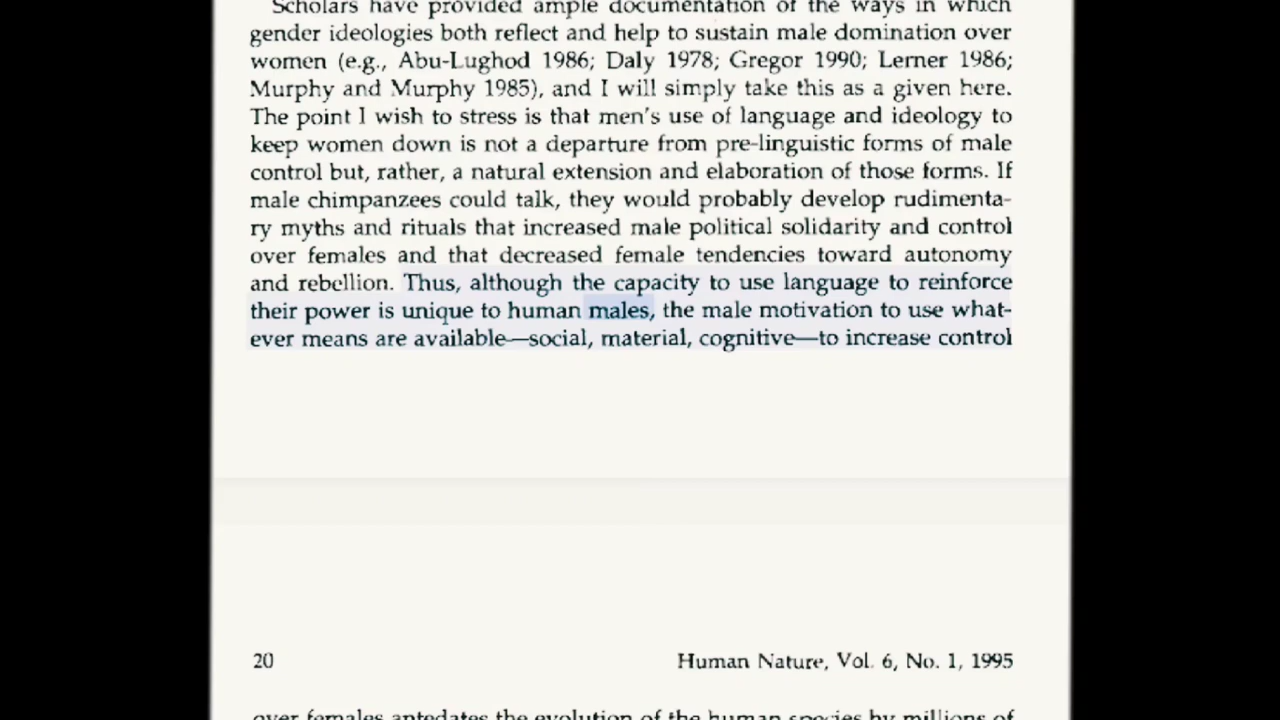 Scholars have provided ample documentation of the ways in which
gender ideologies both reflect and help to sustain male domination over
women (e.g., Abu-Lughod 1986; Daly 1978; Gregor 1990; Lerner 1986;
Murphy and Murphy 1985), and I will simply take this as a given here.
The point I wish to stress is that men's use of language and ideology to
keep women down is not a departure from pre-linguistic forms of male
control but, rather, a natural extension and elaboration of those forms. If
male chimpanzees could talk, they would probably develop rudimenta-
ry myths and rituals that increased male political solidarity and control
over females and that decreased female tendencies toward autonomy
and rebellion. Thus, although the capacity to use language to reinforce
their power is unique to human males, the male motivation to use what-
ever means are available—social, material, cognitive—to increase control
20 Human Nature, Vol. 6, No. 1, 1995
over females antedates the evolution of the human species by millions of